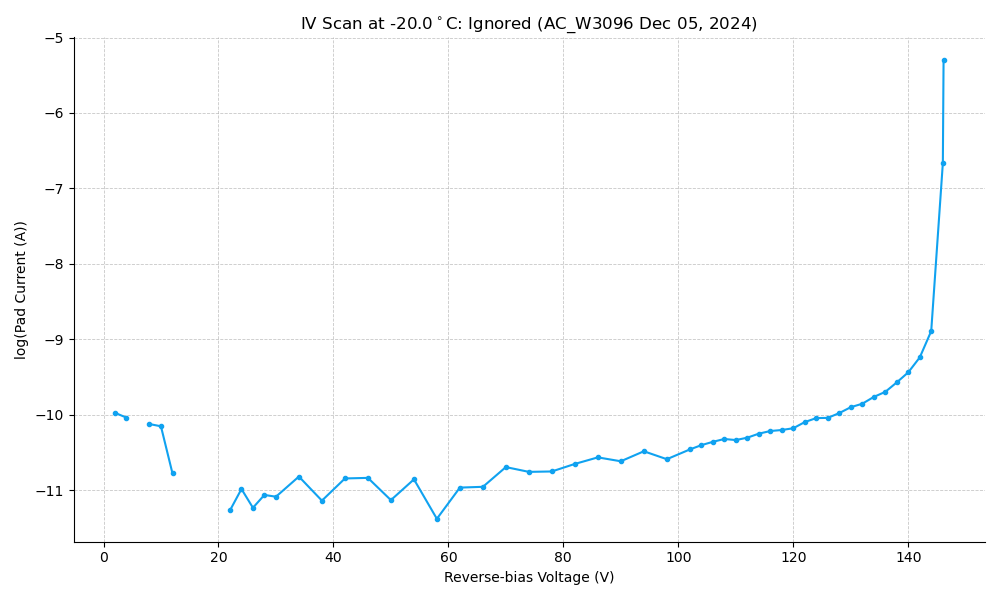 IV Scan at -20.0°C: Ignored (AC_W3096 Dec 05, 2024)
−5
−6
−7
−8
−9
−10
−11
log(Pad Current (A))
0 20 40 60 80 100 120 140
Reverse-bias Voltage (V)